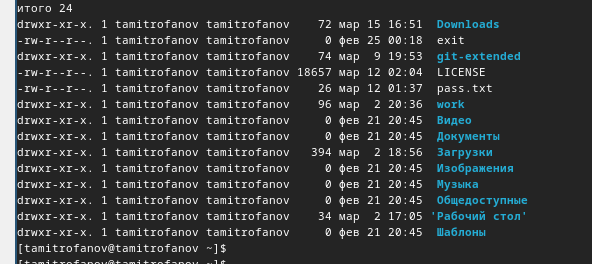 итого 24
drwxr-xr-x. 1 tamitrofanov tamitrofanov    72 мар 15 16:51  Downloads
-rw-r--r--. 1 tamitrofanov tamitrofanov     0 фев 25 00:18  exit
drwxr-xr-x. 1 tamitrofanov tamitrofanov    74 мар  9 19:53  git-extended
-rw-r--r--. 1 tamitrofanov tamitrofanov 18657 мар 12 02:04  LICENSE
-rw-r--r--. 1 tamitrofanov tamitrofanov    26 мар 12 01:37  pass.txt
drwxr-xr-x. 1 tamitrofanov tamitrofanov    96 мар  2 20:36  work
drwxr-xr-x. 1 tamitrofanov tamitrofanov     0 фев 21 20:45  Видео
drwxr-xr-x. 1 tamitrofanov tamitrofanov     0 фев 21 20:45  Документы
drwxr-xr-x. 1 tamitrofanov tamitrofanov   394 мар  2 18:56  Загрузки
drwxr-xr-x. 1 tamitrofanov tamitrofanov     0 фев 21 20:45  Изображения
drwxr-xr-x. 1 tamitrofanov tamitrofanov     0 фев 21 20:45  Музыка
drwxr-xr-x. 1 tamitrofanov tamitrofanov     0 фев 21 20:45  Общедоступные
drwxr-xr-x. 1 tamitrofanov tamitrofanov    34 мар  2 17:05 'Рабочий стол'
drwxr-xr-x. 1 tamitrofanov tamitrofanov     0 фев 21 20:45  Шаблоны
[tamitrofanov@tamitrofanov ~]$
[tamitrofanov@tamitrofanov ~]$